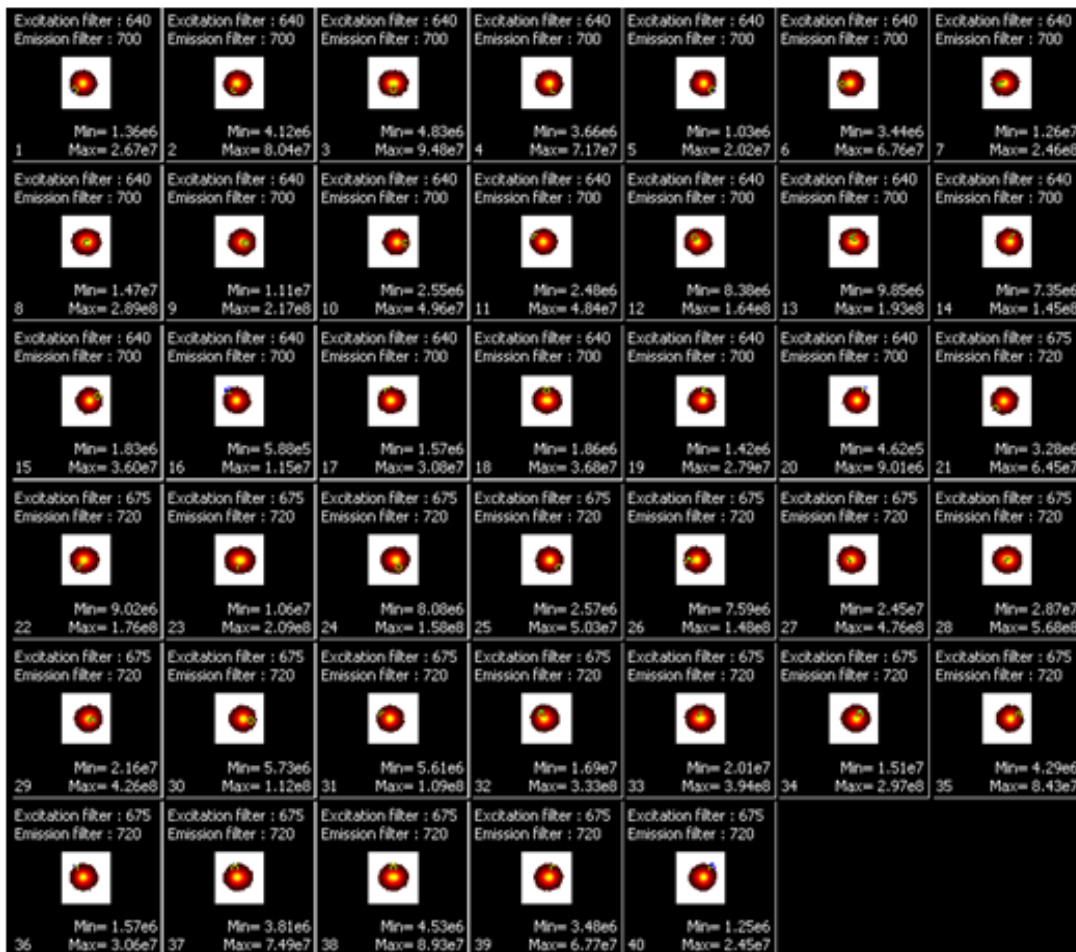 Excitation filter : 640 Excitation filter : 640 Excitation filter : 640 Excitation filter : 640 Excitation filter : 640 Excitation filter : 640 Excitation filter : 640
Emission filter : 700 Emission filter : 700 Emission filter : 700 Emission filter : 700 Emission filter : 700 Emission filter : 700 Emission filter : 700
Min= 1.36e6 Min= 4.12e6 Min= 4.83e6 Min= 3.66e6 Min= 1.03e6 Min= 3.44e6 Min= 1.26e7
1 Max= 2.67e7 2 Max= 8.04e7 3 Max= 9.48e7 4 Max= 7.17e7 5 Max= 2.02e7 6 Max= 6.76e7 7 Max= 2.46e8
Excitation filter : 640 Excitation filter : 640 Excitation filter : 640 Excitation filter : 640 Excitation filter : 640 Excitation filter : 640 Excitation filter : 640
Emission filter : 700 Emission filter : 700 Emission filter : 700 Emission filter : 700 Emission filter : 700 Emission filter : 700 Emission filter : 700
Min= 1.47e7 Min= 1.11e7 Min= 2.55e6 Min= 2.48e6 Min= 8.38e6 Min= 9.85e6 Min= 7.35e6
8 Max= 2.89e8 9 Max= 2.17e8 10 Max= 4.96e7 11 Max= 4.84e7 12 Max= 1.64e8 13 Max= 1.93e8 14 Max= 1.45e8
Excitation filter : 640 Excitation filter : 640 Excitation filter : 640 Excitation filter : 640 Excitation filter : 640 Excitation filter : 640 Excitation filter : 675
Emission filter : 700 Emission filter : 700 Emission filter : 700 Emission filter : 700 Emission filter : 700 Emission filter : 700 Emission filter : 720
Min= 1.83e6 Min= 5.88e5 Min= 1.57e6 Min= 1.86e6 Min= 1.42e6 Min= 4.62e5 Min= 3.28e6
15 Max= 3.60e7 16 Max= 1.15e7 17 Max= 3.08e7 18 Max= 3.68e7 19 Max= 2.79e7 20 Max= 9.01e6 21 Max= 6.45e7
Excitation filter : 675 Excitation filter : 675 Excitation filter : 675 Excitation filter : 675 Excitation filter : 675 Excitation filter : 675 Excitation filter : 675
Emission filter : 720 Emission filter : 720 Emission filter : 720 Emission filter : 720 Emission filter : 720 Emission filter : 720 Emission filter : 720
Min= 9.02e6 Min= 1.06e7 Min= 8.08e6 Min= 2.57e6 Min= 7.59e6 Min= 2.45e7 Min= 2.87e7
22 Max= 1.76e8 23 Max= 2.09e8 24 Max= 1.58e8 25 Max= 5.03e7 26 Max= 1.48e8 27 Max= 4.76e8 28 Max= 5.68e8
Excitation filter : 675 Excitation filter : 675 Excitation filter : 675 Excitation filter : 675 Excitation filter : 675 Excitation filter : 675 Excitation filter : 675
Emission filter : 720 Emission filter : 720 Emission filter : 720 Emission filter : 720 Emission filter : 720 Emission filter : 720 Emission filter : 720
Min= 2.16e7 Min= 5.73e6 Min= 5.61e6 Min= 1.69e7 Min= 2.01e7 Min= 1.51e7 Min= 4.29e6
29 Max= 4.26e8 30 Max= 1.12e8 31 Max= 1.09e8 32 Max= 3.33e8 33 Max= 3.94e8 34 Max= 2.97e8 35 Max= 8.43e7
Excitation filter : 675 Excitation filter : 675 Excitation filter : 675 Excitation filter : 675 Excitation filter : 675
Emission filter : 720 Emission filter : 720 Emission filter : 720 Emission filter : 720 Emission filter : 720
Min= 1.57e6 Min= 3.81e6 Min= 4.53e6 Min= 3.48e6 Min= 1.25e6
36 Max= 3.06e7 37 Max= 7.49e7 38 Max= 8.93e7 39 Max= 6.77e7 40 Max= 2.45e7